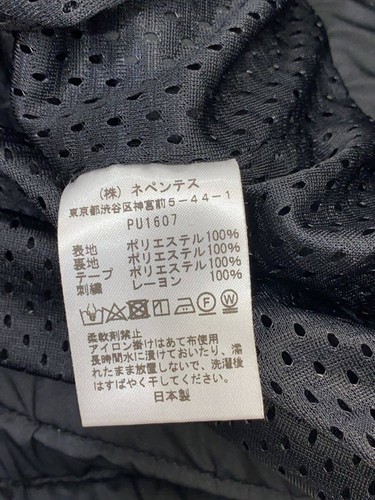 (株) ネペンテス
東京都渋谷区神宮前5-44-1
PU1607
表地 ポリエステル100%
裏地 ポリエステル100%
テープ ポリエステル100%
刺繍 レーヨン 100%
柔軟剤禁止
アイロン掛けはあて布使用
長時間水に漬けておいたり、濡
れたまま放置しないで、洗濯後
はすばやく干してください。
日本製